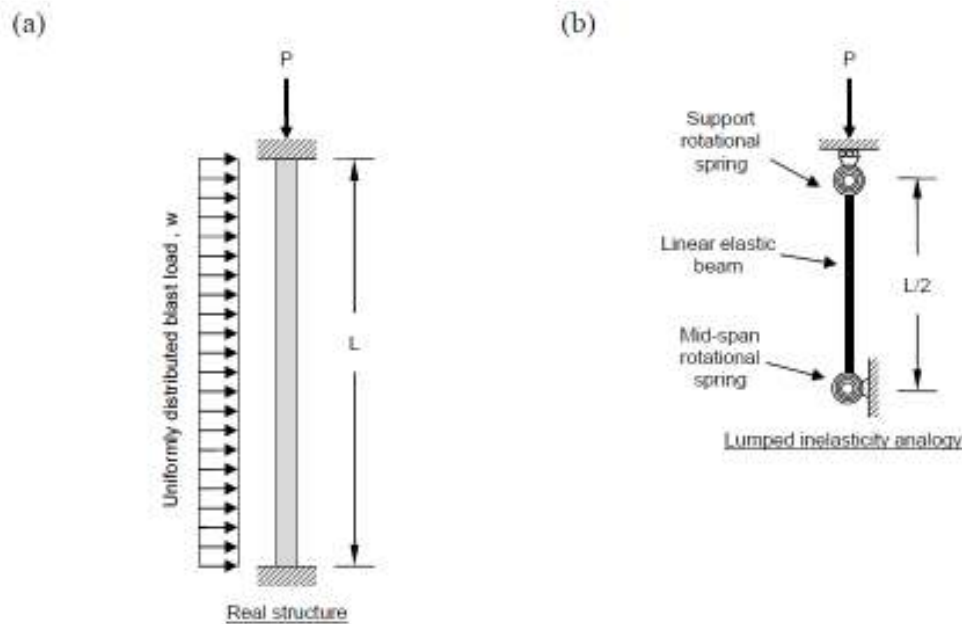 (a)
P
Uniformly distributed blast load , w
L
Real structure
(b)
P
Support
rotational
spring
Linear elastic
beam
L/2
Mid-span
rotational
spring
Lumped inelasticity analogy